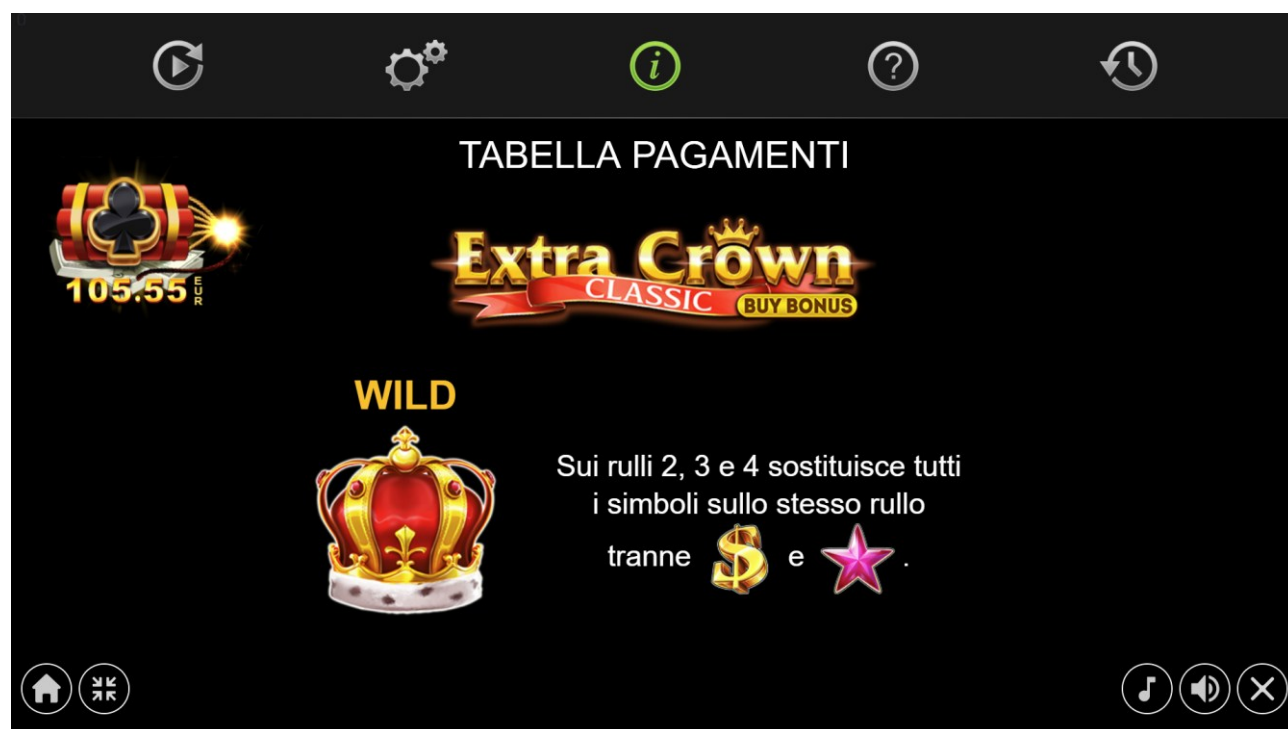 0
TABELLA PAGAMENTI
105.55 EUR
Extra Crown
CLASSIC
BUY BONUS
WILD
Sui rulli 2, 3 e 4 sostituisce tutti
i simboli sullo stesso rullo
tranne $ e .